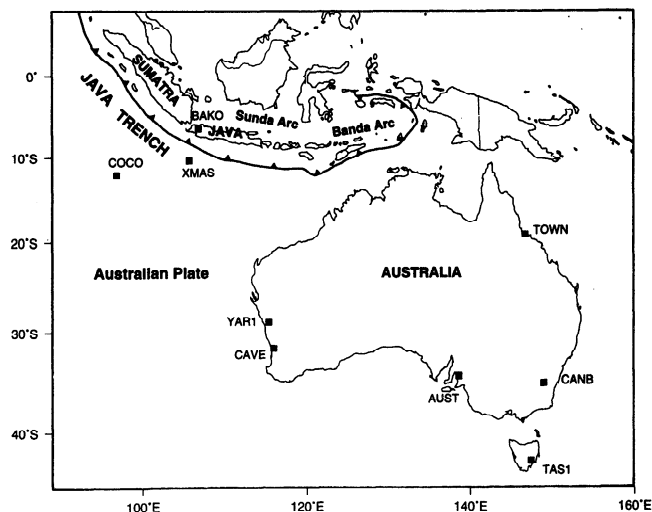 0°
10°S
20°S
30°S
40°S
100°E
120°E
140°E
160°E
SUMATRA
JAVA TRENCH
BAKO
Sunda Arc
JAVA
Banda Arc
COCO
XMAS
TOWN
Australian Plate
AUSTRALIA
YAR1
CAVE
AUST
CANB
TAS1